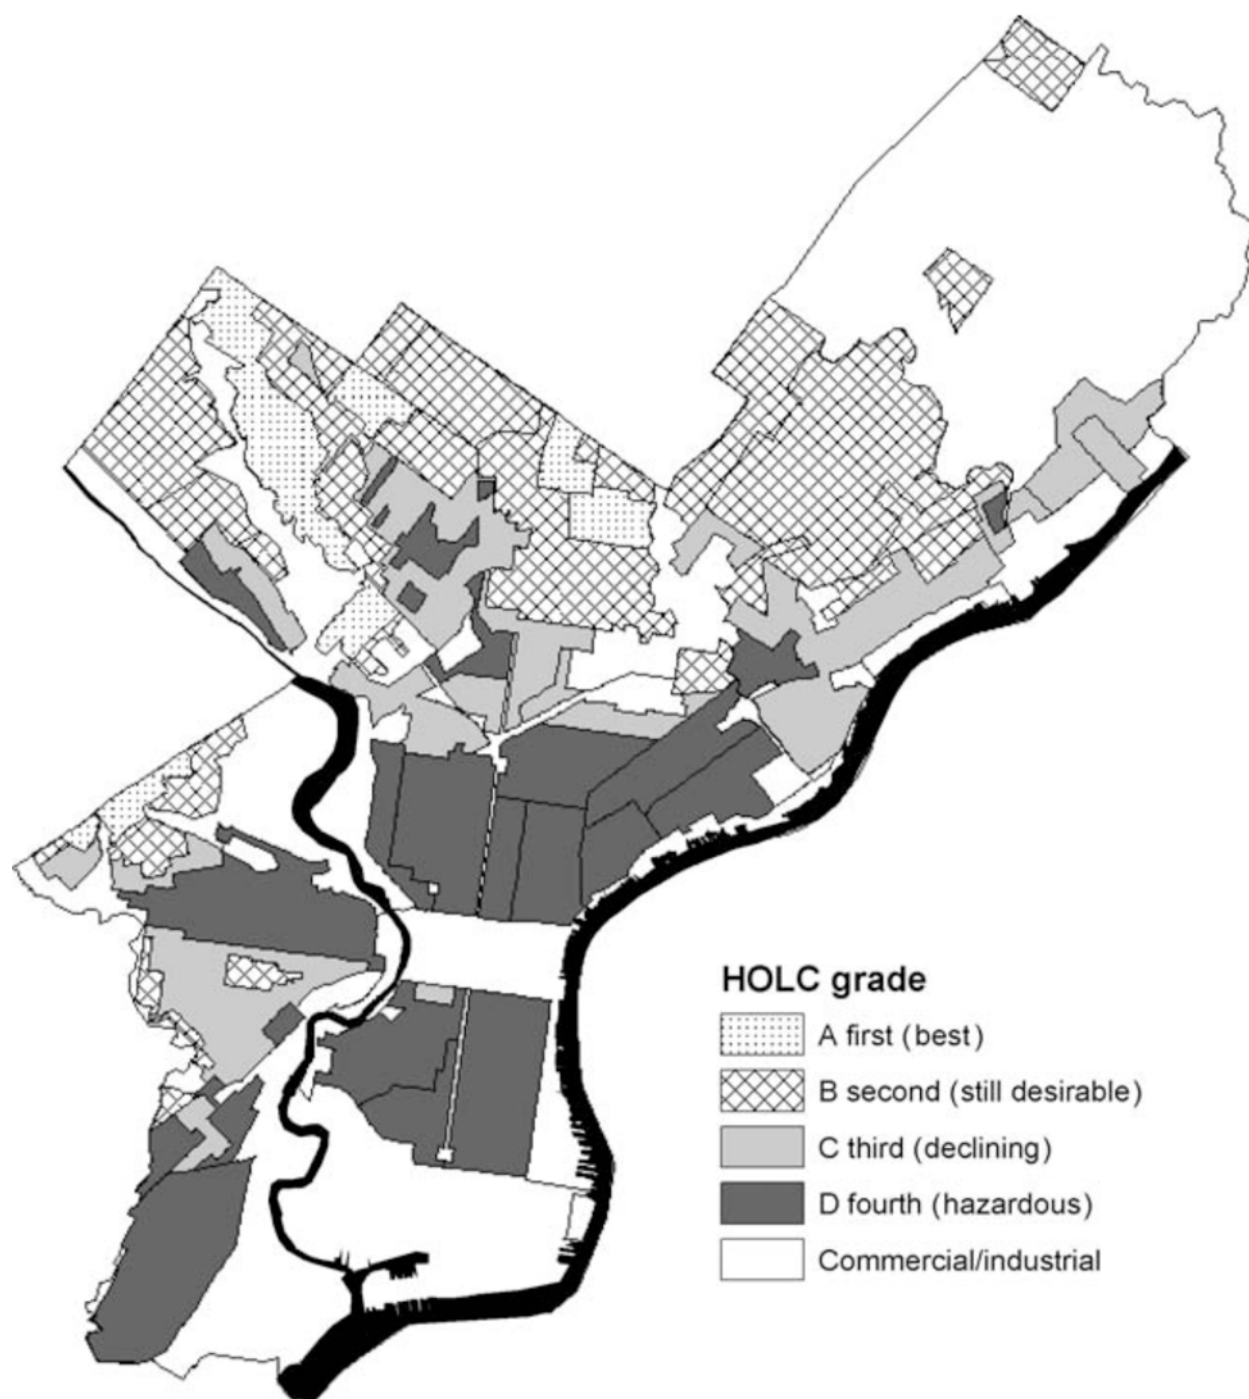 HOLC grade
A first (best)
B second (still desirable)
C third (declining)
D fourth (hazardous)
Commercial/industrial